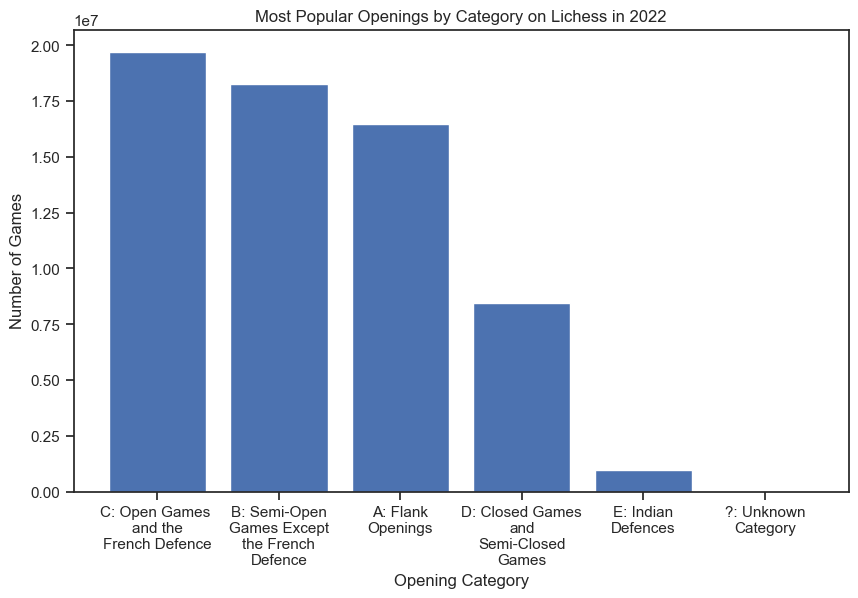 Most Popular Openings by Category on Lichess in 2022
1e7
2.00
1.75
1.50
1.25
1.00
0.75
0.50
0.25
0.00
Number of Games
C: Open Games
and the
French Defence
B: Semi-Open
Games Except
the French
Defence
A: Flank
Openings
D: Closed Games
and
Semi-Closed
Games
E: Indian
Defences
?: Unknown
Category
Opening Category